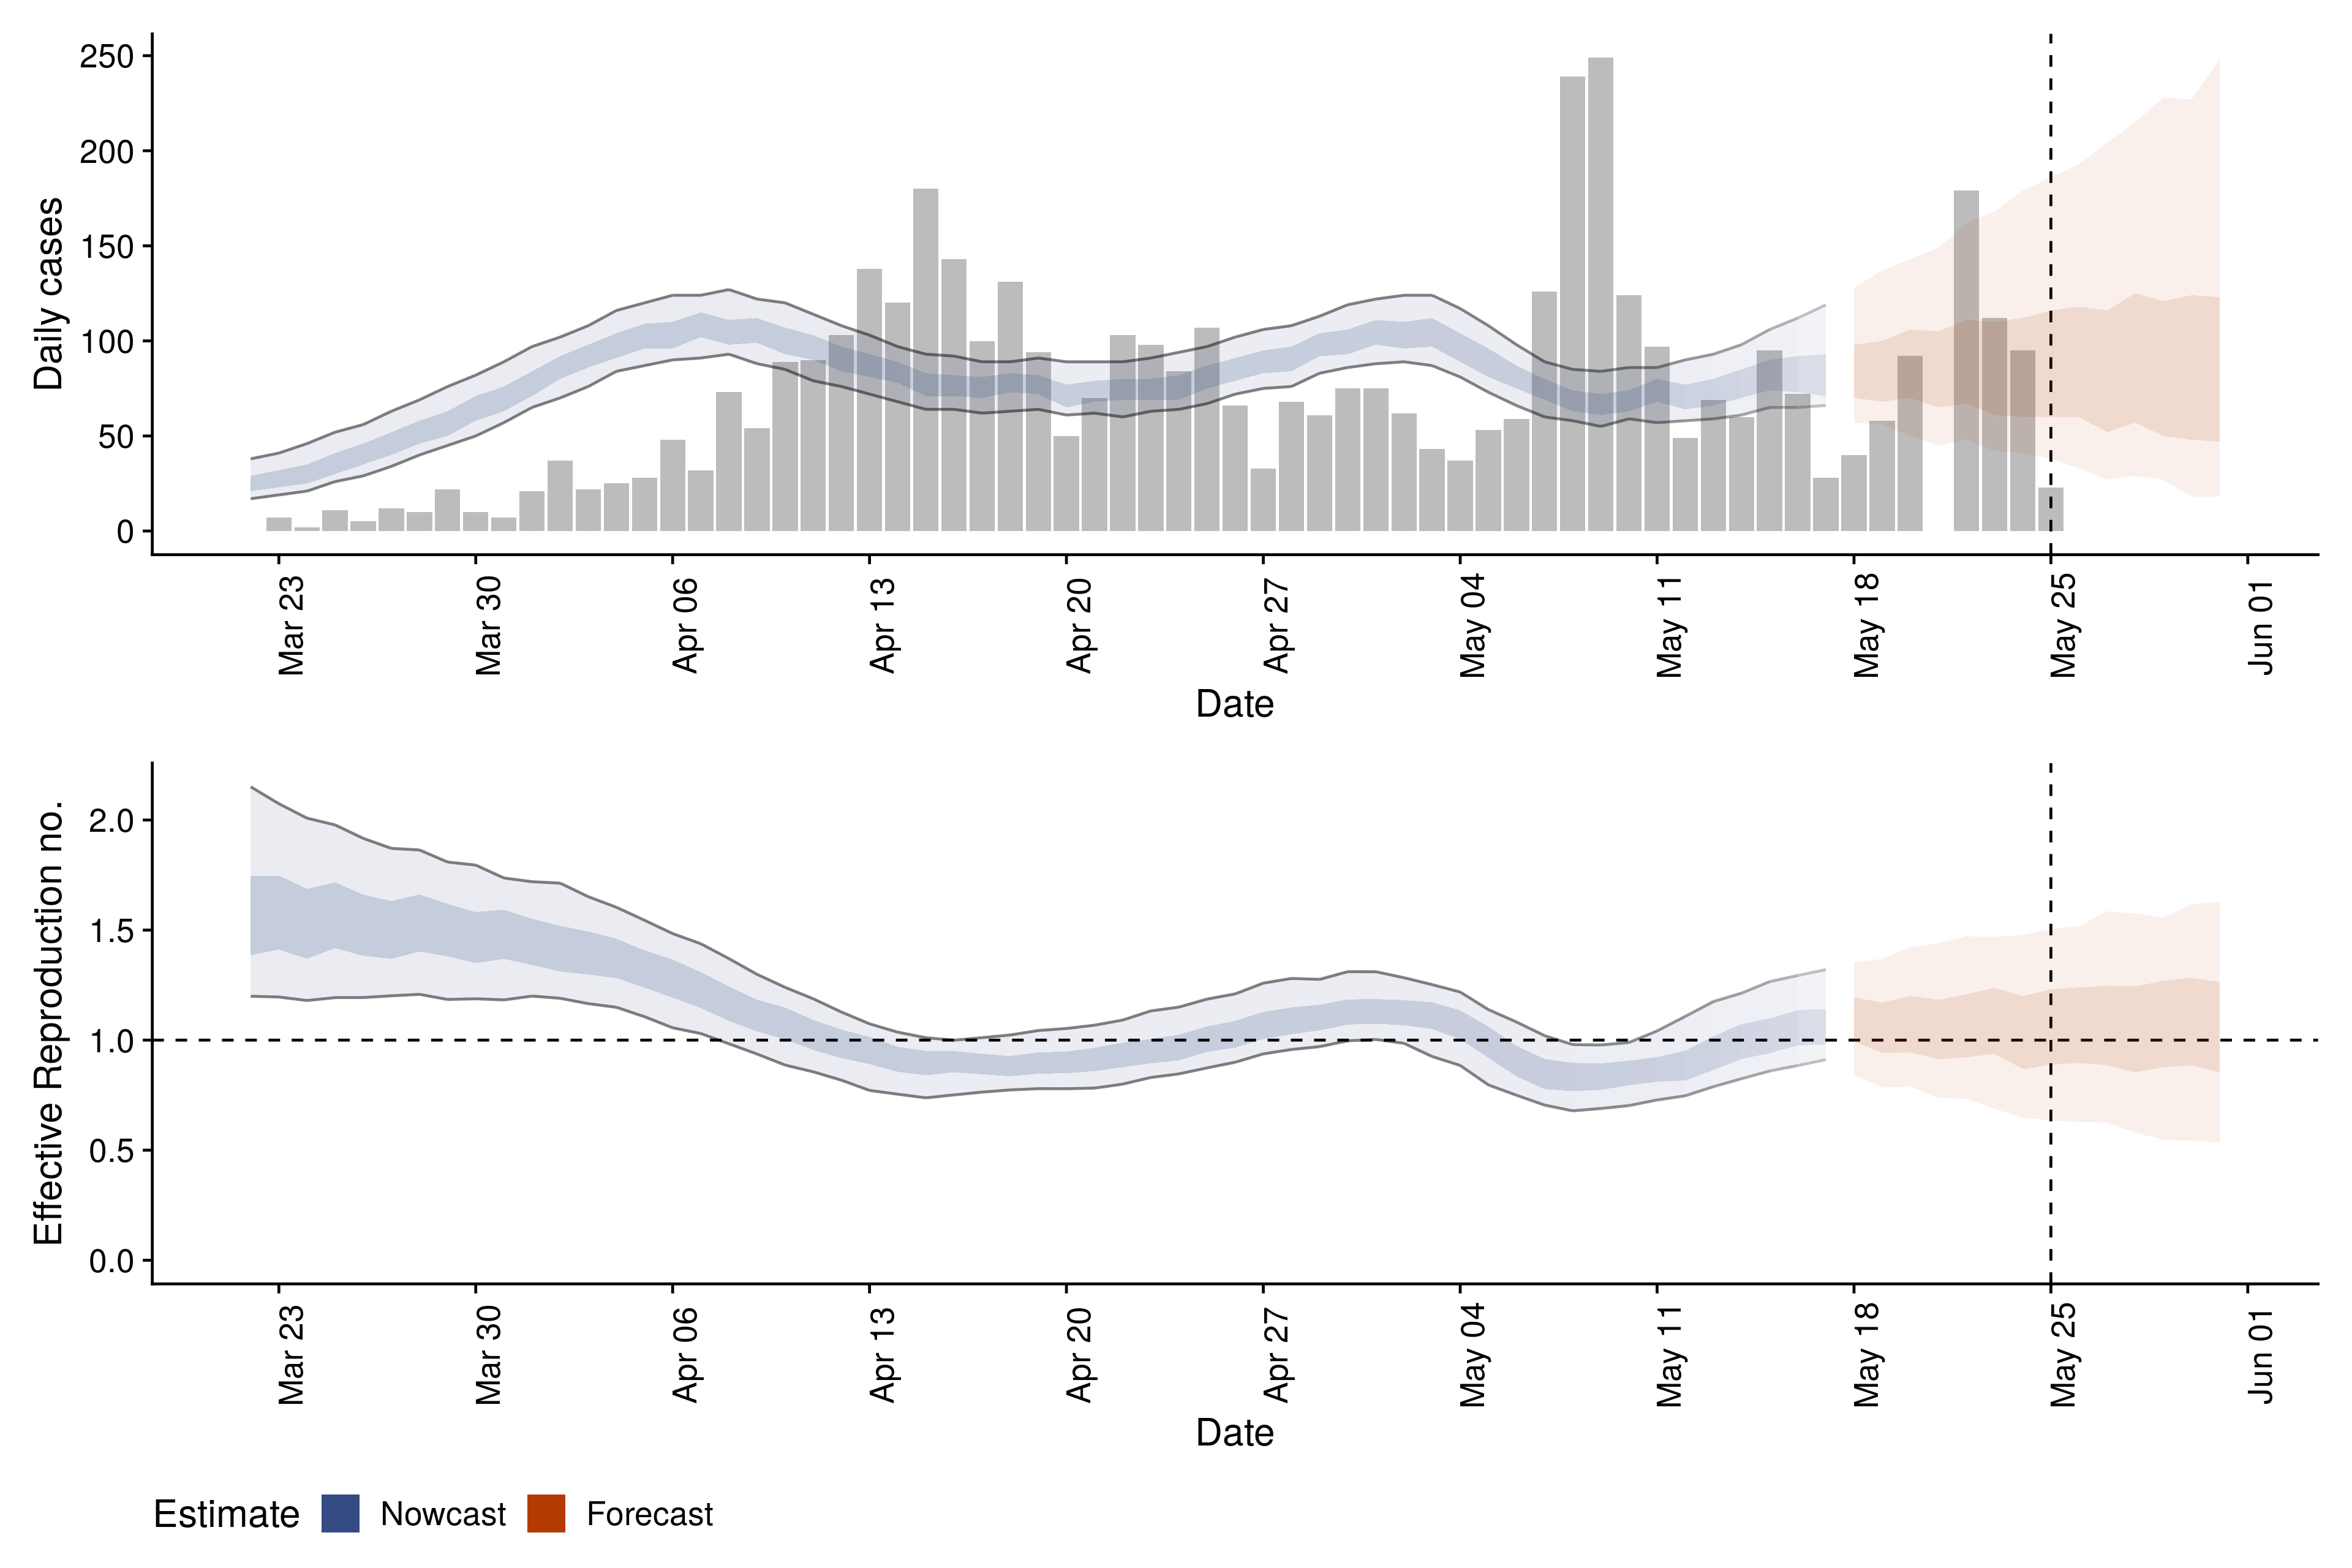 250
200
150
100
50
0
Daily cases
Mar 23
Mar 30
Apr 06
Apr 13
Apr 20
Apr 27
May 04
May 11
May 18
May 25
Jun 01
Date
2.0
1.5
1.0
0.5
0.0
Effective Reproduction no.
Mar 23
Mar 30
Apr 06
Apr 13
Apr 20
Apr 27
May 04
May 11
May 18
May 25
Jun 01
Date
Estimate Nowcast Forecast